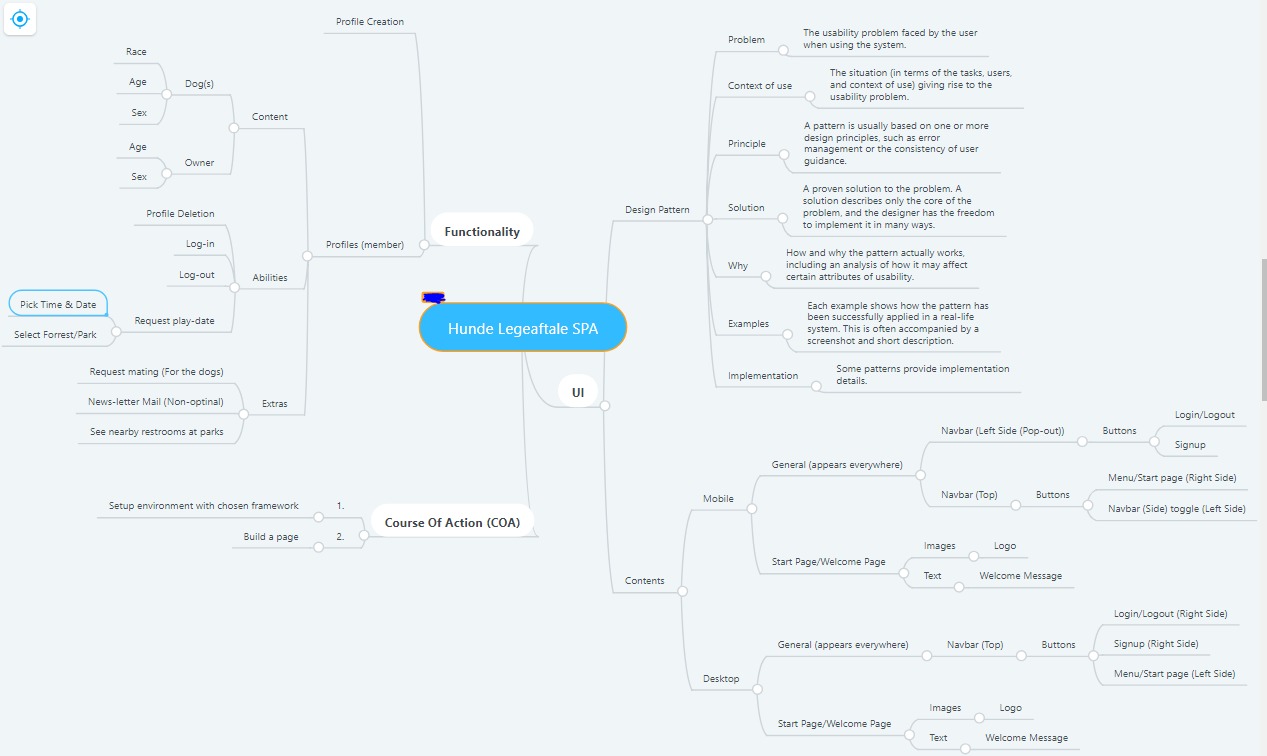 Hunde Legeaftale SPA
Functionality
Profile Creation
Profiles (member)
Content
Dog(s)
Race
Age
Sex
Owner
Age
Sex
Abilities
Profile Deletion
Log-in
Log-out
Request play-date
Pick Time & Date
Select Forrest/Park
Extras
Request mating (For the dogs)
News-letter Mail (Non-optinal)
See nearby restrooms at parks
Course Of Action (COA)
1.
Setup environment with chosen framework
2.
Build a page
UI
Design Pattern
Problem
The usability problem faced by the user
when using the system.
Context of use
The situation (in terms of the tasks, users,
and context of use) giving rise to the
usability problem.
Principle
A pattern is usually based on one or more
design principles, such as error
management or the consistency of user
guidance.
Solution
A proven solution to the problem. A
solution describes only the core of the
problem, and the designer has the freedom
to implement it in many ways.
Why
How and why the pattern actually works,
including an analysis of how it may affect
certain attributes of usability.
Examples
Each example shows how the pattern has
been successfully applied in a real-life
system. This is often accompanied by a
screenshot and short description.
Implementation
Some patterns provide implementation
details.
Contents
Mobile
General (appears everywhere)
Navbar (Left Side (Pop-out))
Buttons
Login/Logout
Signup
Navbar (Top)
Buttons
Menu/Start page (Right Side)
Navbar (Side) toggle (Left Side)
Start Page/Welcome Page
Images
Logo
Text
Welcome Message
Desktop
General (appears everywhere)
Navbar (Top)
Buttons
Login/Logout (Right Side)
Signup (Right Side)
Menu/Start page (Left Side)
Start Page/Welcome Page
Images
Logo
Text
Welcome Message